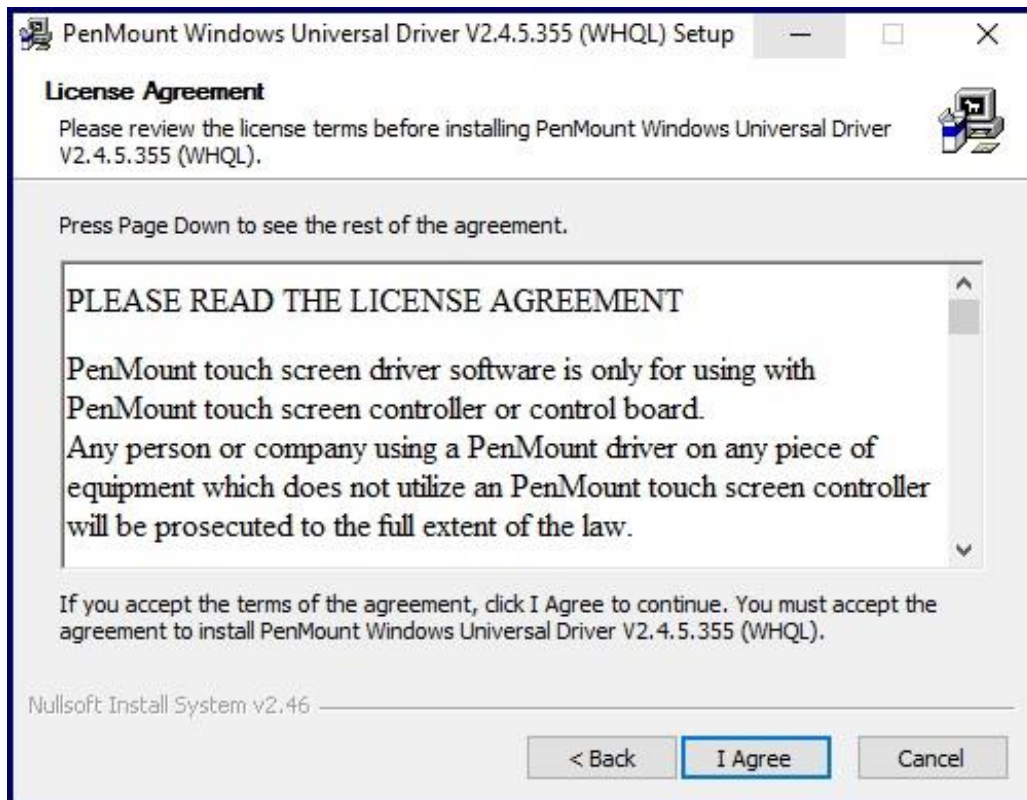 PenMount Windows Universal Driver V2.4.5.355 (WHQL) Setup
License Agreement
Please review the license terms before installing PenMount Windows Universal Driver
V2.4.5.355 (WHQL).
Press Page Down to see the rest of the agreement.
PLEASE READ THE LICENSE AGREEMENT
PenMount touch screen driver software is only for using with
PenMount touch screen controller or control board.
Any person or company using a PenMount driver on any piece of
equipment which does not utilize an PenMount touch screen controller
will be prosecuted to the full extent of the law.
If you accept the terms of the agreement, click I Agree to continue. You must accept the
agreement to install PenMount Windows Universal Driver V2.4.5.355 (WHQL).
Nullsoft Install System v2.46
< Back I Agree Cancel